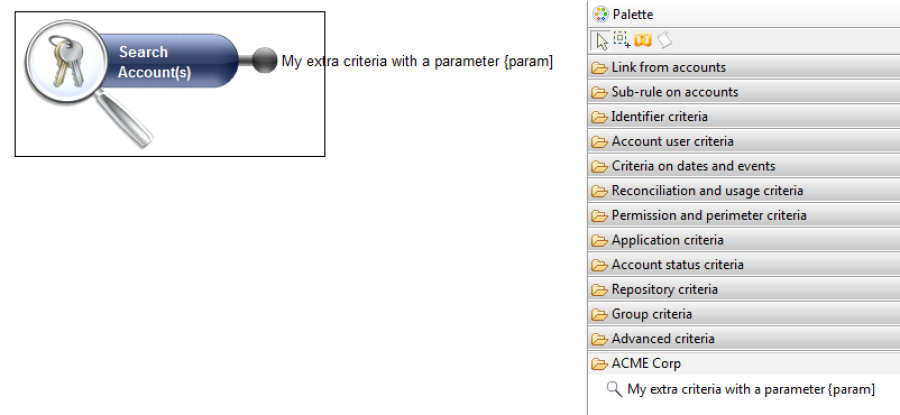 Search
Account(s)
My extra criteria with a parameter {param]
Palette
Link from accounts
Sub-rule on accounts
Identifier criteria
Account user criteria
Criteria on dates and events
Reconciliation and usage criteria
Permission and perimeter criteria
Application criteria
Account status criteria
Repository criteria
Group criteria
Advanced criteria
ACME Corp
My extra criteria with a parameter {param]